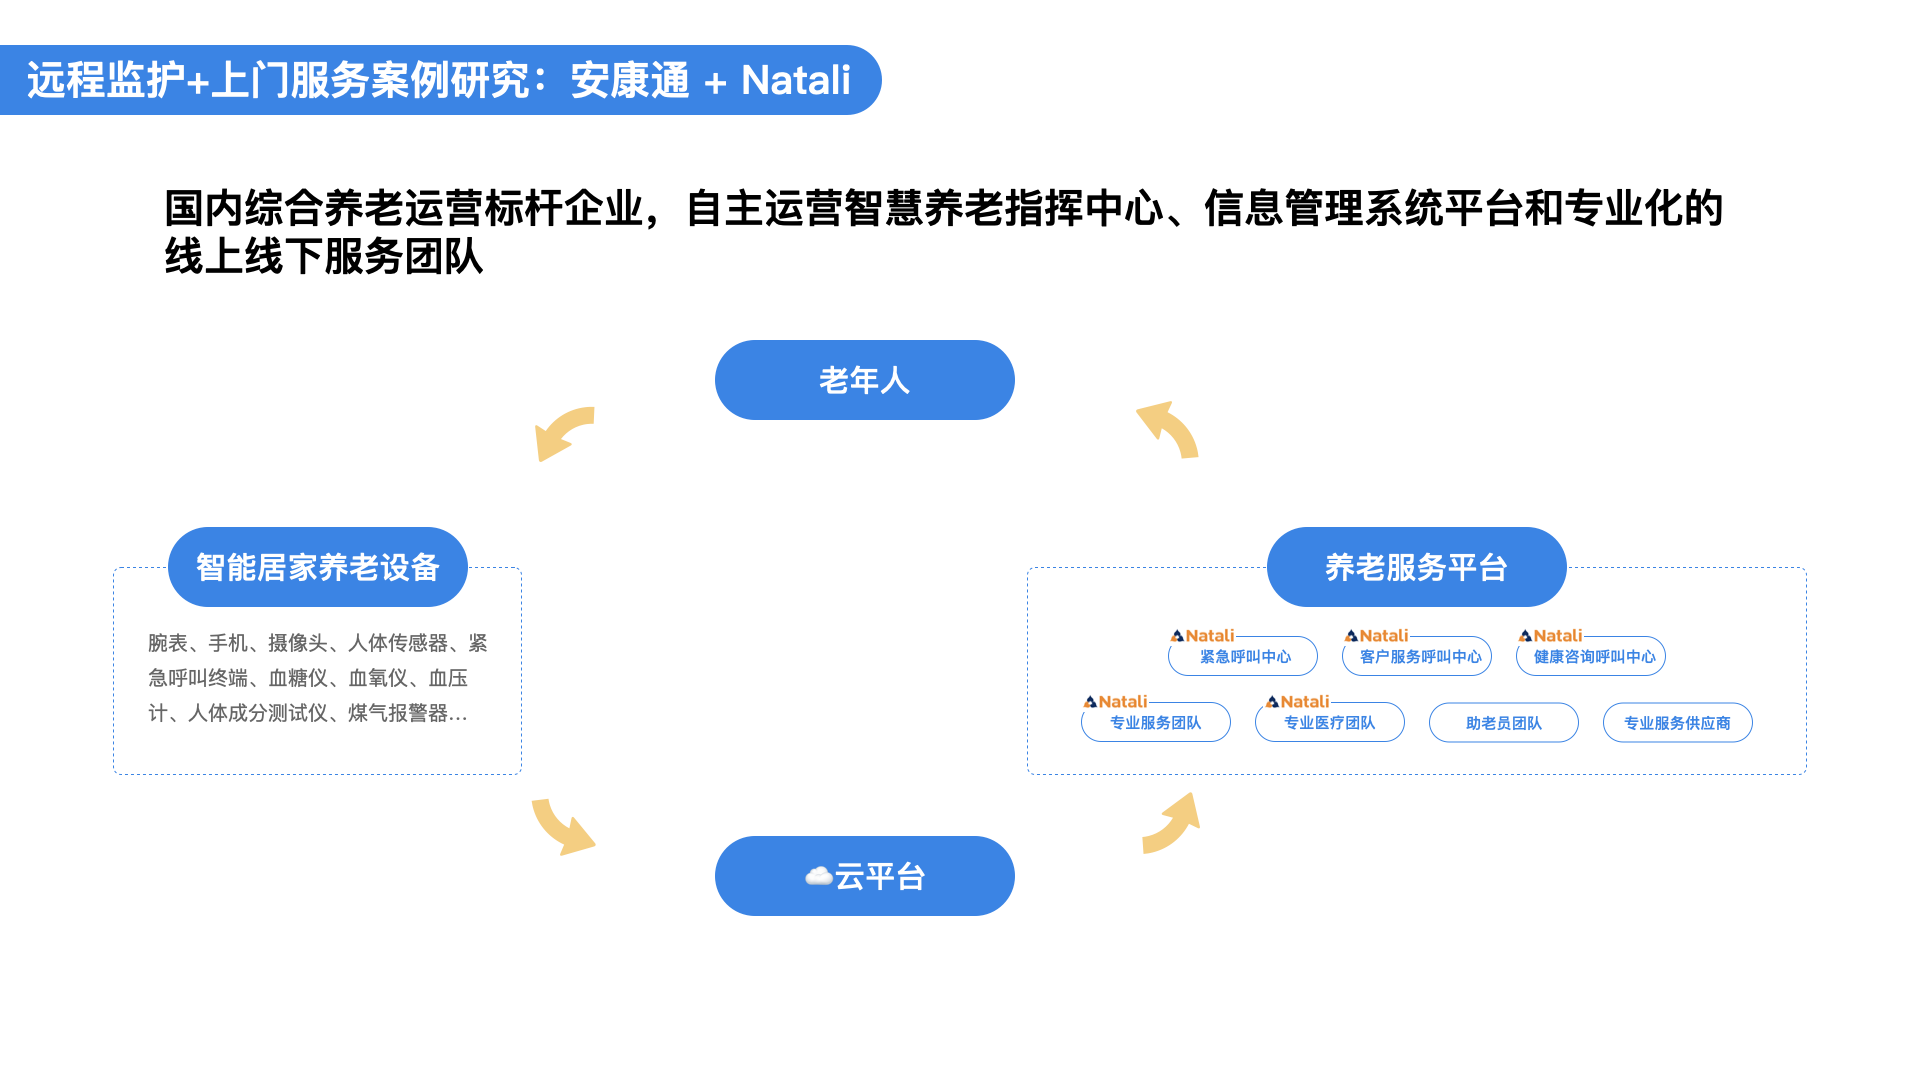 远程监护+上门服务案例研究：安康通 + Natali
国内综合养老运营标杆企业，自主运营智慧养老指挥中心、信息管理系统平台和专业化的
线上线下服务团队
老年人
智能居家养老设备
腕表、手机、摄像头、人体传感器、紧
急呼叫终端、血糖仪、血氧仪、血压
计、人体成分测试仪、煤气报警器...
养老服务平台
Natali
紧急呼叫中心
Natali
客户服务呼叫中心
Natali
健康咨询呼叫中心
Natali
专业服务团队
Natali
专业医疗团队
助老员团队
专业服务供应商
云平台